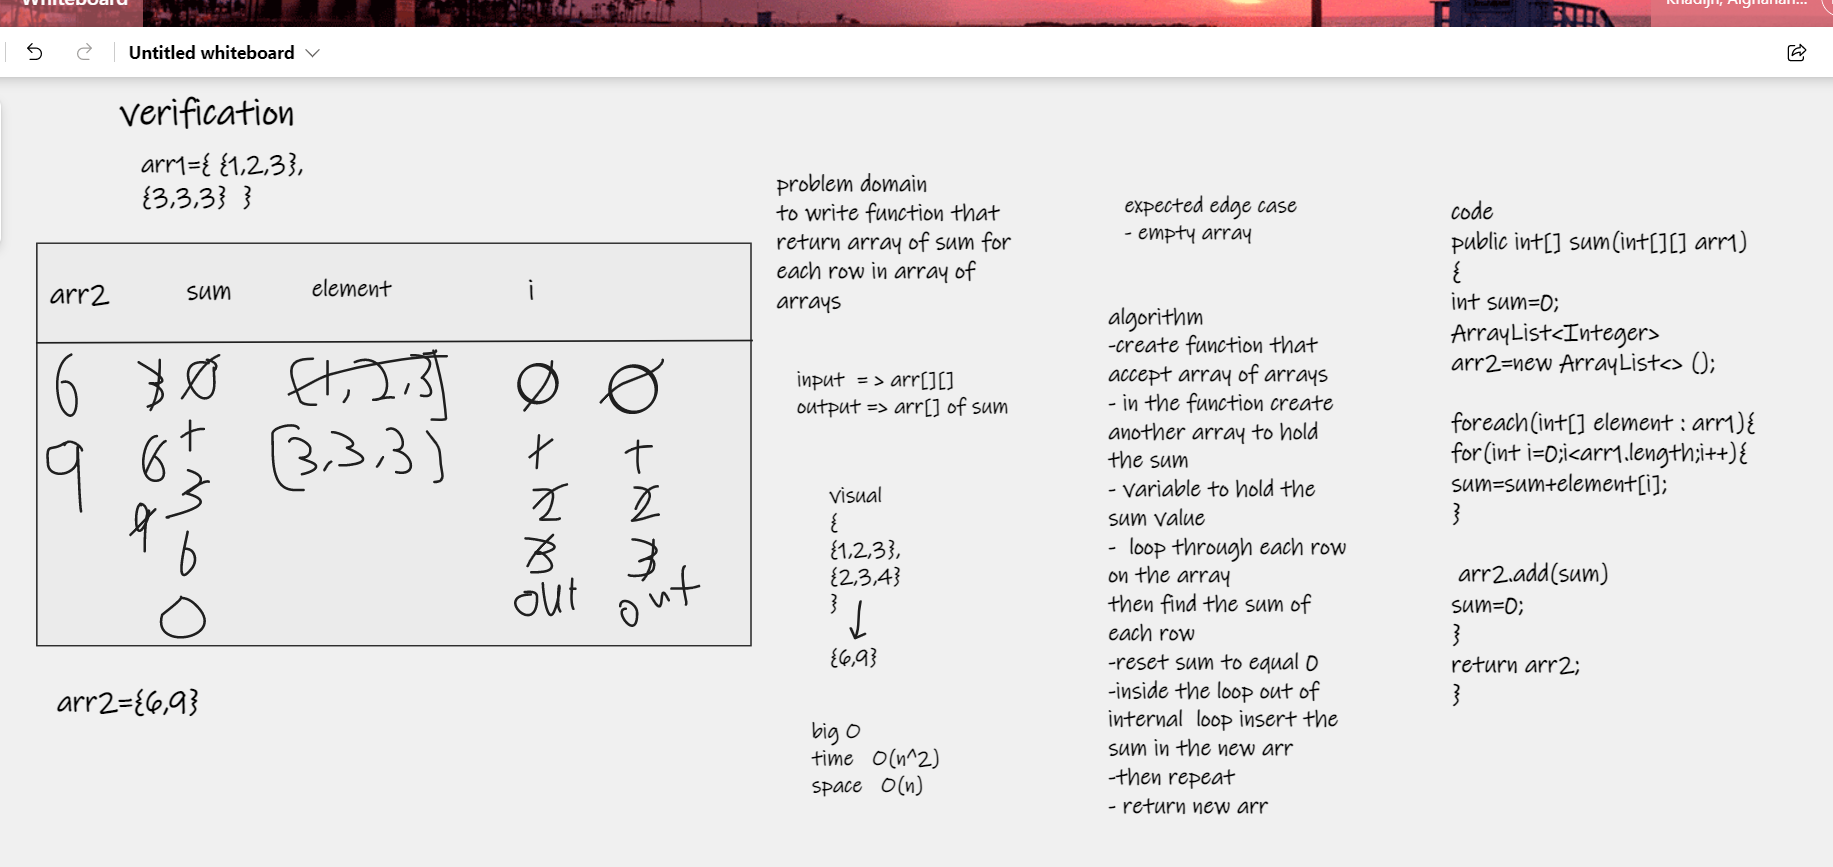 Whiteboard
Untitled whiteboard
verification
arr1={ {1,2,3},
{3,3,3} }
arr2 sum element i
6 3 0 [1,2,3] 0 0
9 6 1 [3,3,3] 1 1
9 3 2 2
6 3 3
0 out out
arr2={6,9}
problem domain
to write function that
return array of sum for
each row in array of
arrays
input = > arr[][]
output => arr[] of sum
visual
{
{1,2,3},
{2,3,4}
}
{6,9}
big O
time O(n^2)
space O(n)
expected edge case
- empty array
algorithm
-create function that
accept array of arrays
- in the function create
another array to hold
the sum
- variable to hold the
sum value
- loop through each row
on the array
then find the sum of
each row
-reset sum to equal 0
-inside the loop out of
internal loop insert the
sum in the new arr
-then repeat
- return new arr
code
public int[] sum(int[][] arr1)
{
int sum=0;
ArrayList<Integer>
arr2=new ArrayList<> ();
foreach(int[] element : arr1){
for(int i=0;i<arr1.length;i++){
sum=sum+element[i];
}
arr2.add(sum)
sum=0;
}
return arr2;
}